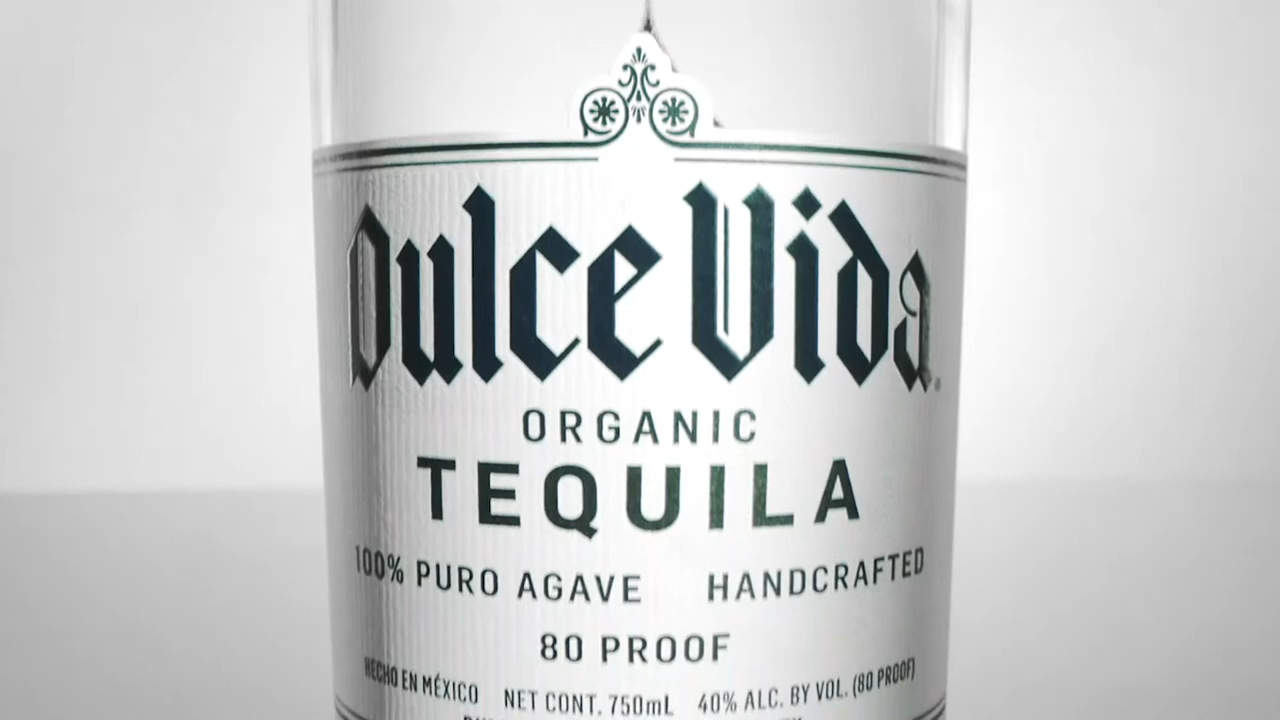 Dulce Vida
ORGANIC
TEQUILA
100% PURO AGAVE HANDCRAFTED
80 PROOF
HECHO EN MÉXICO NET CONT. 750mL 40% ALC. BY VOL. (80 PROOF)